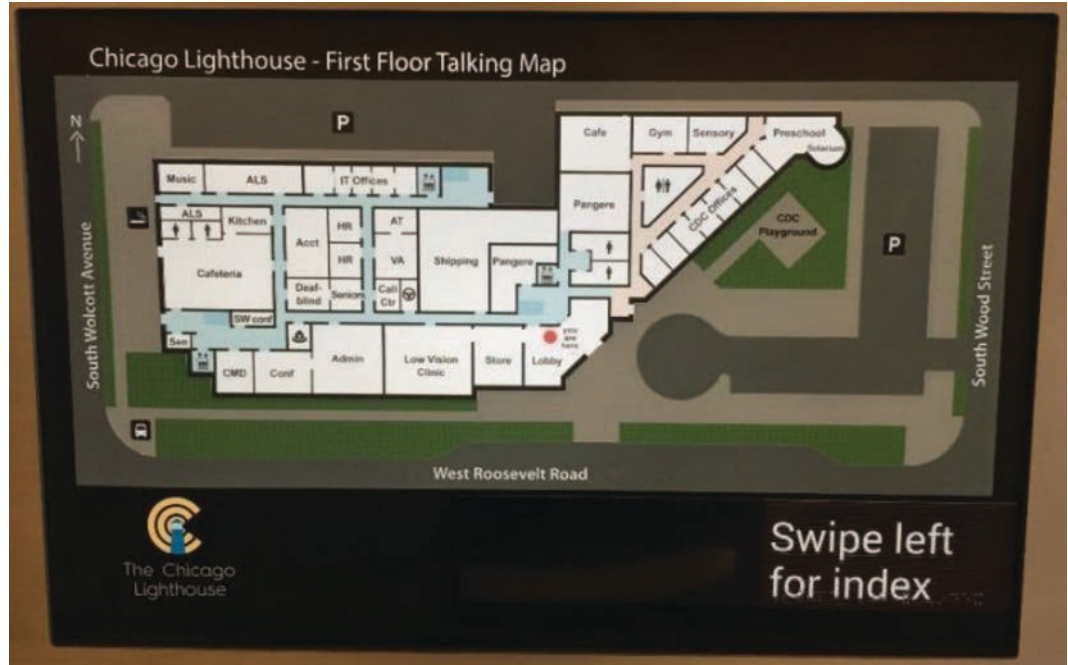 Chicago Lighthouse - First Floor Talking Map
N
P
Cafe
Gym
Sensory
Preschool
Solarium
Music
ALS
IT Offices
ALS
Kitchen
HR
AT
Pangere
CDC Offices
CDC
Playground
P
Acct
Cafeteria
HR
VA
Shipping
Pangere
Deaf-
blind
Seniors
Call
Ctr
SW conf
Sen
you
are
here
CMD
Conf
Admin
Low Vision
Clinic
Store
Lobby
South Wolcott Avenue
South Wood Street
West Roosevelt Road
The Chicago
Lighthouse
Swipe left
for index